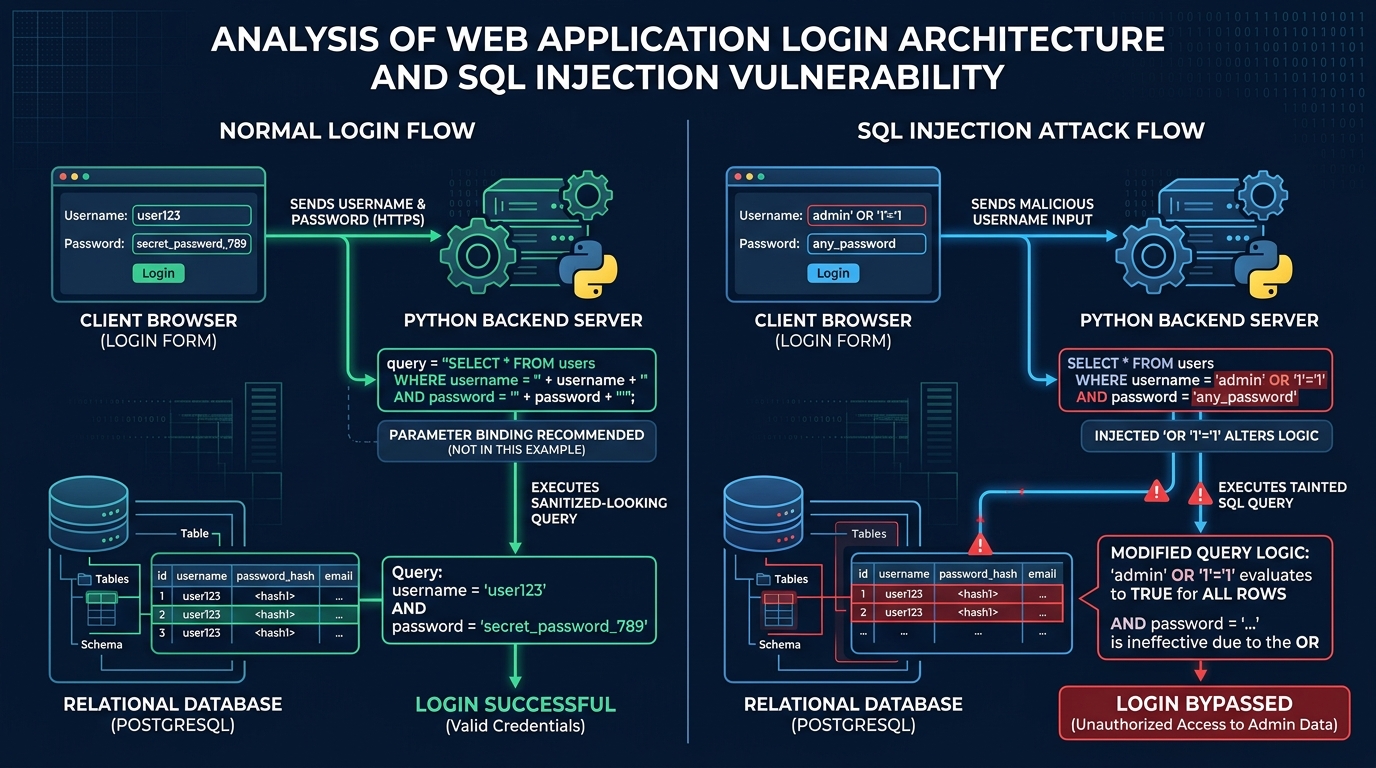 ANALYSIS OF WEB APPLICATION LOGIN ARCHITECTURE
AND SQL INJECTION VULNERABILITY
NORMAL LOGIN FLOW
Username:
user123
Password:
secret_passwerd_789
Login
SENDS USERNAME &
PASSWORD (HTTPS)
CLIENT BROWSER
(LOGIN FORM)
PYTHON BACKEND SERVER
query = "SELECT * FROM users
WHERE username = '" + username + '"
AND password = '" + password + "'";
PARAMETER BINDING RECOMMENDED
(NOT IN THIS EXAMPLE)
EXECUTES
SANITIZED-LOOKING
QUERY
Table
Tables
Schema
id username password_hash email
1 user123 <hash1> ...
2 user123 <hash1> ...
3 user123 <hash1> ...
Query:
username = 'user123'
AND
password = 'secret_password_789'
RELATIONAL DATABASE
(POSTGRESQL)
LOGIN SUCCESSFUL
(Valid Credentials)
SQL INJECTION ATTACK FLOW
Username:
admin' OR '1'='1
Password:
any_password
Login
SENDS MALICIOUS
USERNAME INPUT
CLIENT BROWSER
(LOGIN FORM)
PYTHON BACKEND SERVER
SELECT * FROM users
WHERE username = 'admin' OR '1'='1'
AND password = 'any_password'
INJECTED 'OR '1'='1' ALTERS LOGIC
EXECUTES TAINTED
SQL QUERY
Tables
Tables
Schema
id username password_hash email
1 user123 <hash1> ...
2 user123 <hash1> ...
... ... ... ...
MODIFIED QUERY LOGIC:
'admin' OR '1'='1' evaluates
to TRUE for ALL ROWS
AND password = '...'
is ineffective due to the OR
RELATIONAL DATABASE
(POSTGRESQL)
LOGIN BYPASSED
(Unauthorized Access to Admin Data)